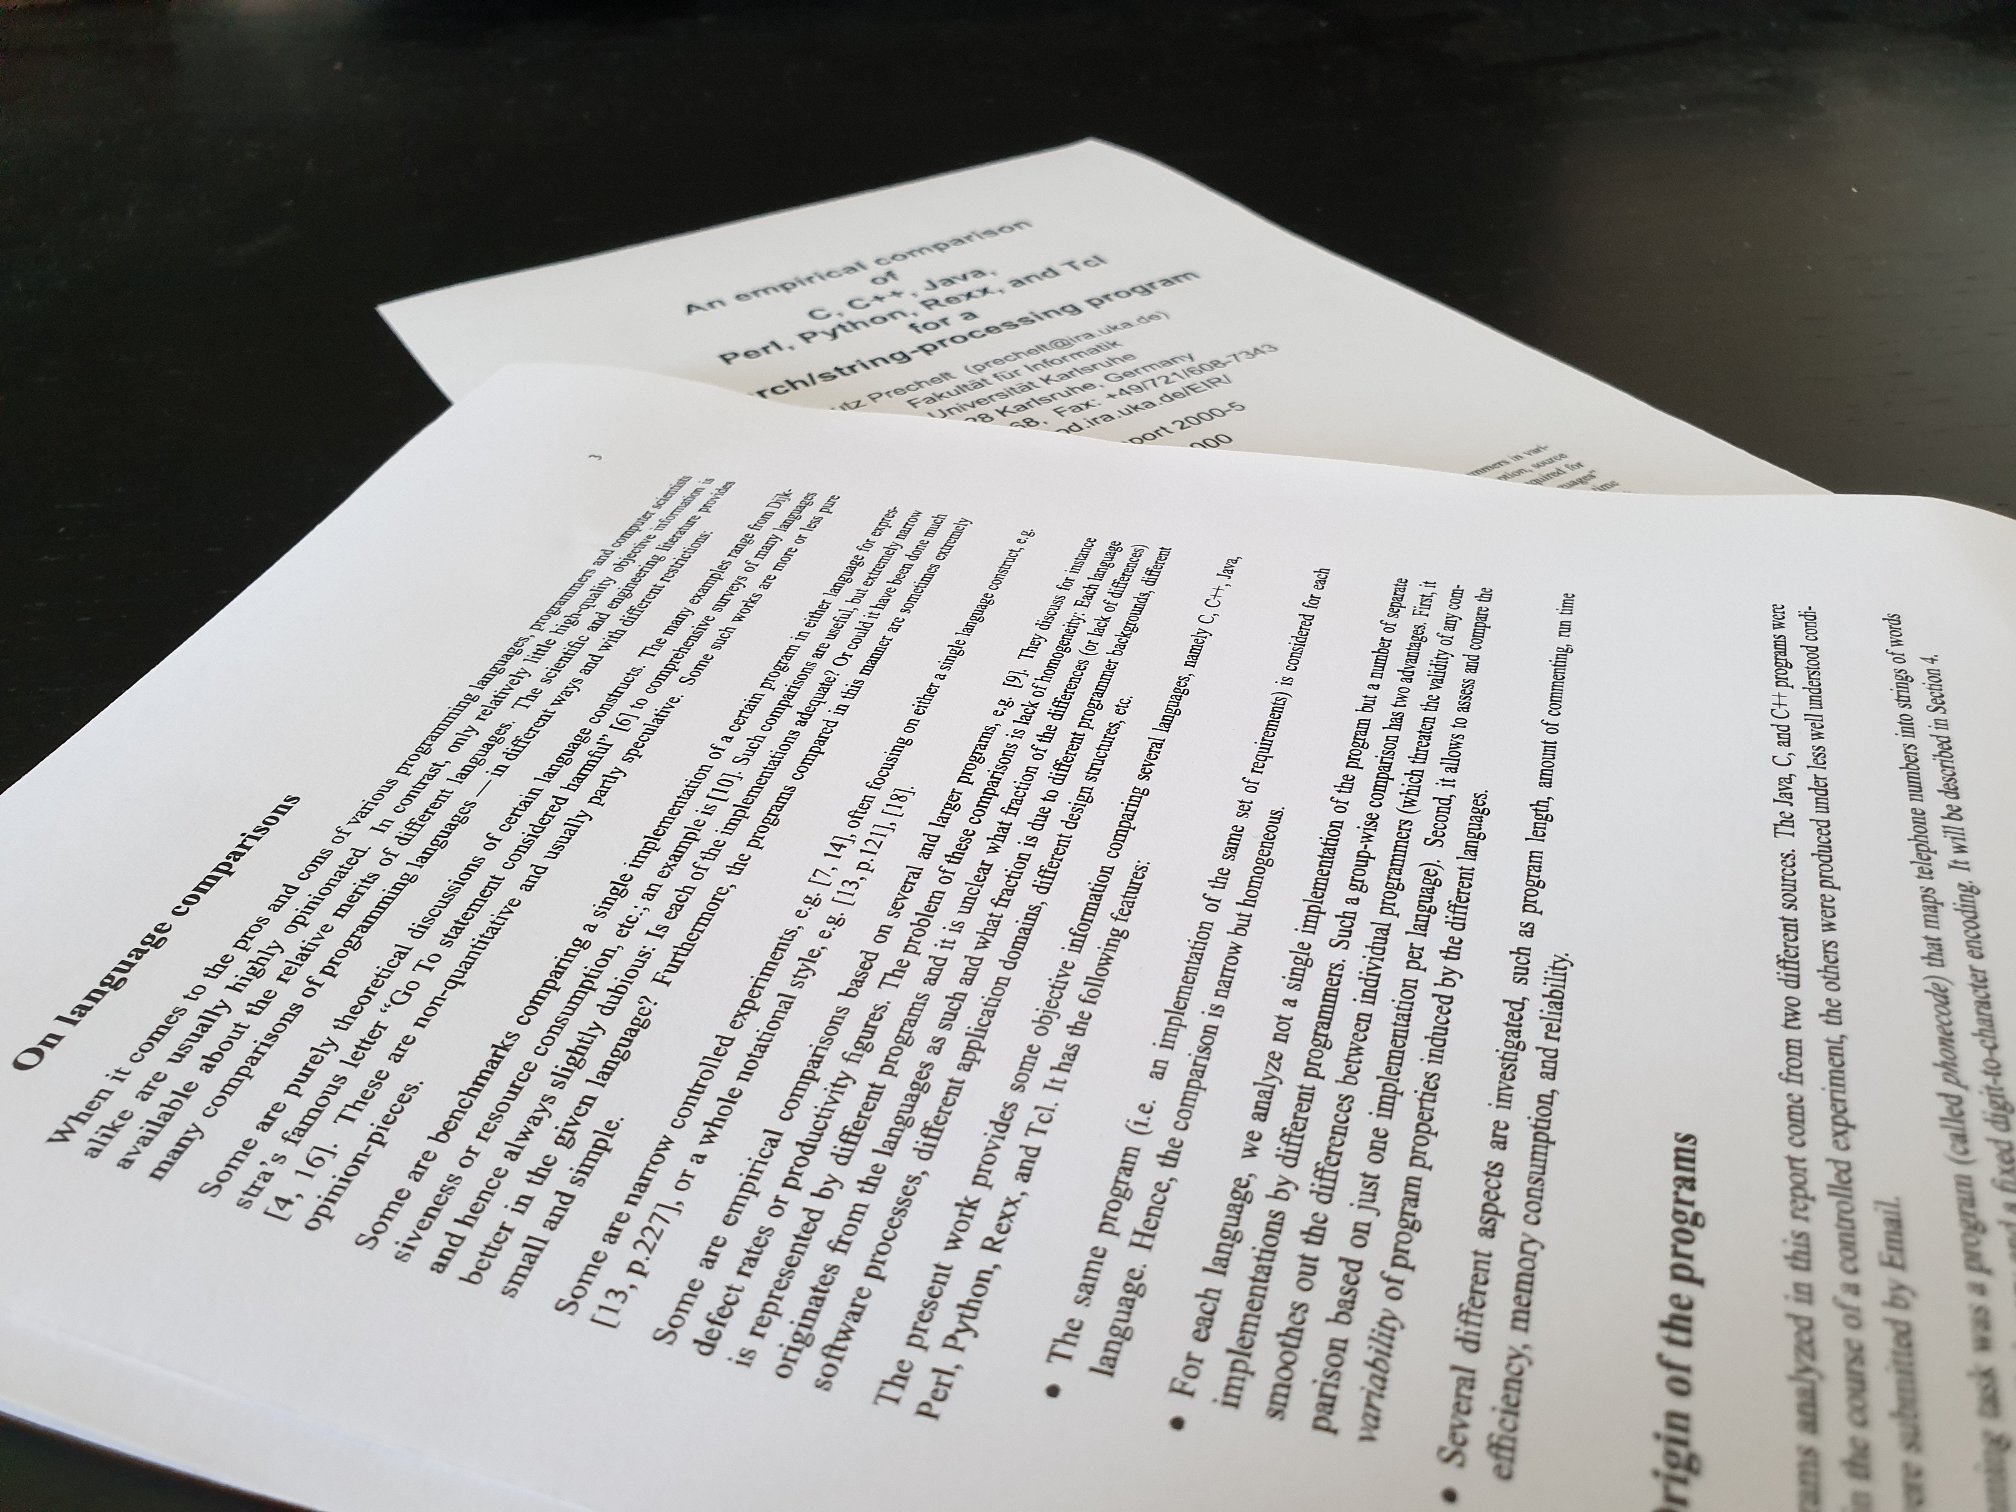 An empirical comparison
of
C, C++, Java,
Perl, Python, Rexx, and Tcl
for a
rch/string-processing program
utz Prechelt (prechelt@ira.uka.de)
Fakultät für Informatik
Universität Karlsruhe
28 Karlsruhe, Germany
68, Fax: +49/721/608-7343
od.ira.uka.de/EIR/
port 2000-5
000
mmers in vari-
ption, source
quired for
guages"
time
3
On language comparisons
When it comes to the pros and cons of various programming languages, programmers and computer scientists
alike are usually highly opinionated. In contrast, only relatively little high-quality objective information is
available about the relative merits of different languages. The scientific and engineering literature provides
many comparisons of programming languages — in different ways and with different restrictions:
Some are purely theoretical discussions of certain language constructs. The many examples range from Dijk-
stra's famous letter “Go To statement considered harmful” [6] to comprehensive surveys of many languages
[4, 16]. These are non-quantitative and usually partly speculative. Some such works are more or less pure
opinion-pieces.
Some are benchmarks comparing a single implementation of a certain program in either language for expres-
siveness or resource consumption, etc.; an example is [10]. Such comparisons are useful, but extremely narrow
and hence always slightly dubious: Is each of the implementations adequate? Or could it have been done much
better in the given language? Furthermore, the programs compared in this manner are sometimes extremely
small and simple.
Some are narrow controlled experiments, e.g. [7, 14], often focusing on either a single language construct, e.g.
[13, p.227], or a whole notational style, e.g. [13, p.121], [18].
Some are empirical comparisons based on several and larger programs, e.g. [9]. They discuss for instance
defect rates or productivity figures. The problem of these comparisons is lack of homogeneity: Each language
is represented by different programs and it is unclear what fraction of the differences (or lack of differences)
originates from the languages as such and what fraction is due to different programmer backgrounds, different
software processes, different application domains, different design structures, etc.
The present work provides some objective information comparing several languages, namely C, C++, Java,
Perl, Python, Rexx, and Tcl. It has the following features:
• The same program (i.e. an implementation of the same set of requirements) is considered for each
language. Hence, the comparison is narrow but homogeneous.
• For each language, we analyze not a single implementation of the program but a number of separate
implementations by different programmers. Such a group-wise comparison has two advantages. First, it
smoothes out the differences between individual programmers (which threaten the validity of any com-
parison based on just one implementation per language). Second, it allows to assess and compare the
variability of program properties induced by the different languages.
• Several different aspects are investigated, such as program length, amount of commenting, run time
efficiency, memory consumption, and reliability.
Origin of the programs
rams analyzed in this report come from two different sources. The Java, C, and C++ programs were
n the course of a controlled experiment, the others were produced under less well understood condi-
ere submitted by Email.
ming task was a program (called phonecode) that maps telephone numbers into strings of words
and a fixed digit-to-character encoding. It will be described in Section 4.